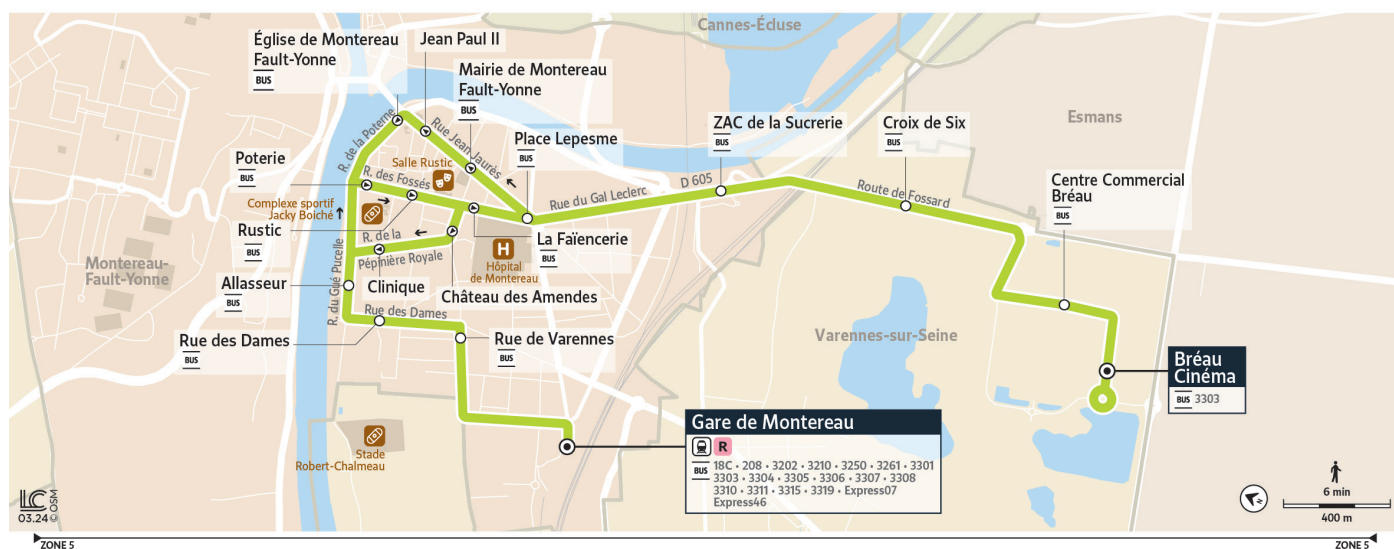 Cannes-Écluse
Église de Montereau
Fault-Yonne
BUS
Jean Paul II
Mairie de Montereau
Fault-Yonne
BUS
Place Lepesme
BUS
ZAC de la Sucrerie
BUS
Croix de Six
BUS
Esmans
Centre Commercial
Bréau
BUS
R. de la Poterne
Rue Jean Jaurès
Salle Rustic
Poterie
BUS
R. des Fossés
Rue du Gal Leclerc
D 605
Route de Fossard
Complexe sportif
Jacky Boiché
Rustic
BUS
R. de la
Pépinière Royale
La Faïencerie
BUS
H
Hôpital
de Montereau
Montereau-
Fault-Yonne
R. du Gué Pucelle
Allasseur
BUS
Clinique
Château des Amendes
Rue des Dames
Rue des Dames
BUS
Rue de Varennes
BUS
Varennes-sur-Seine
Bréau
Cinéma
BUS 3303
Gare de Montereau
R
BUS 18C • 208 • 3202 • 3210 • 3250 • 3261 • 3301
3303 • 3304 • 3305 • 3306 • 3307 • 3308
3310 • 3311 • 3315 • 3319 • Express07
Express46
Stade
Robert-Chalmeau
LC
03.24
© OSM
N
6 min
400 m
ZONE 5
ZONE 5